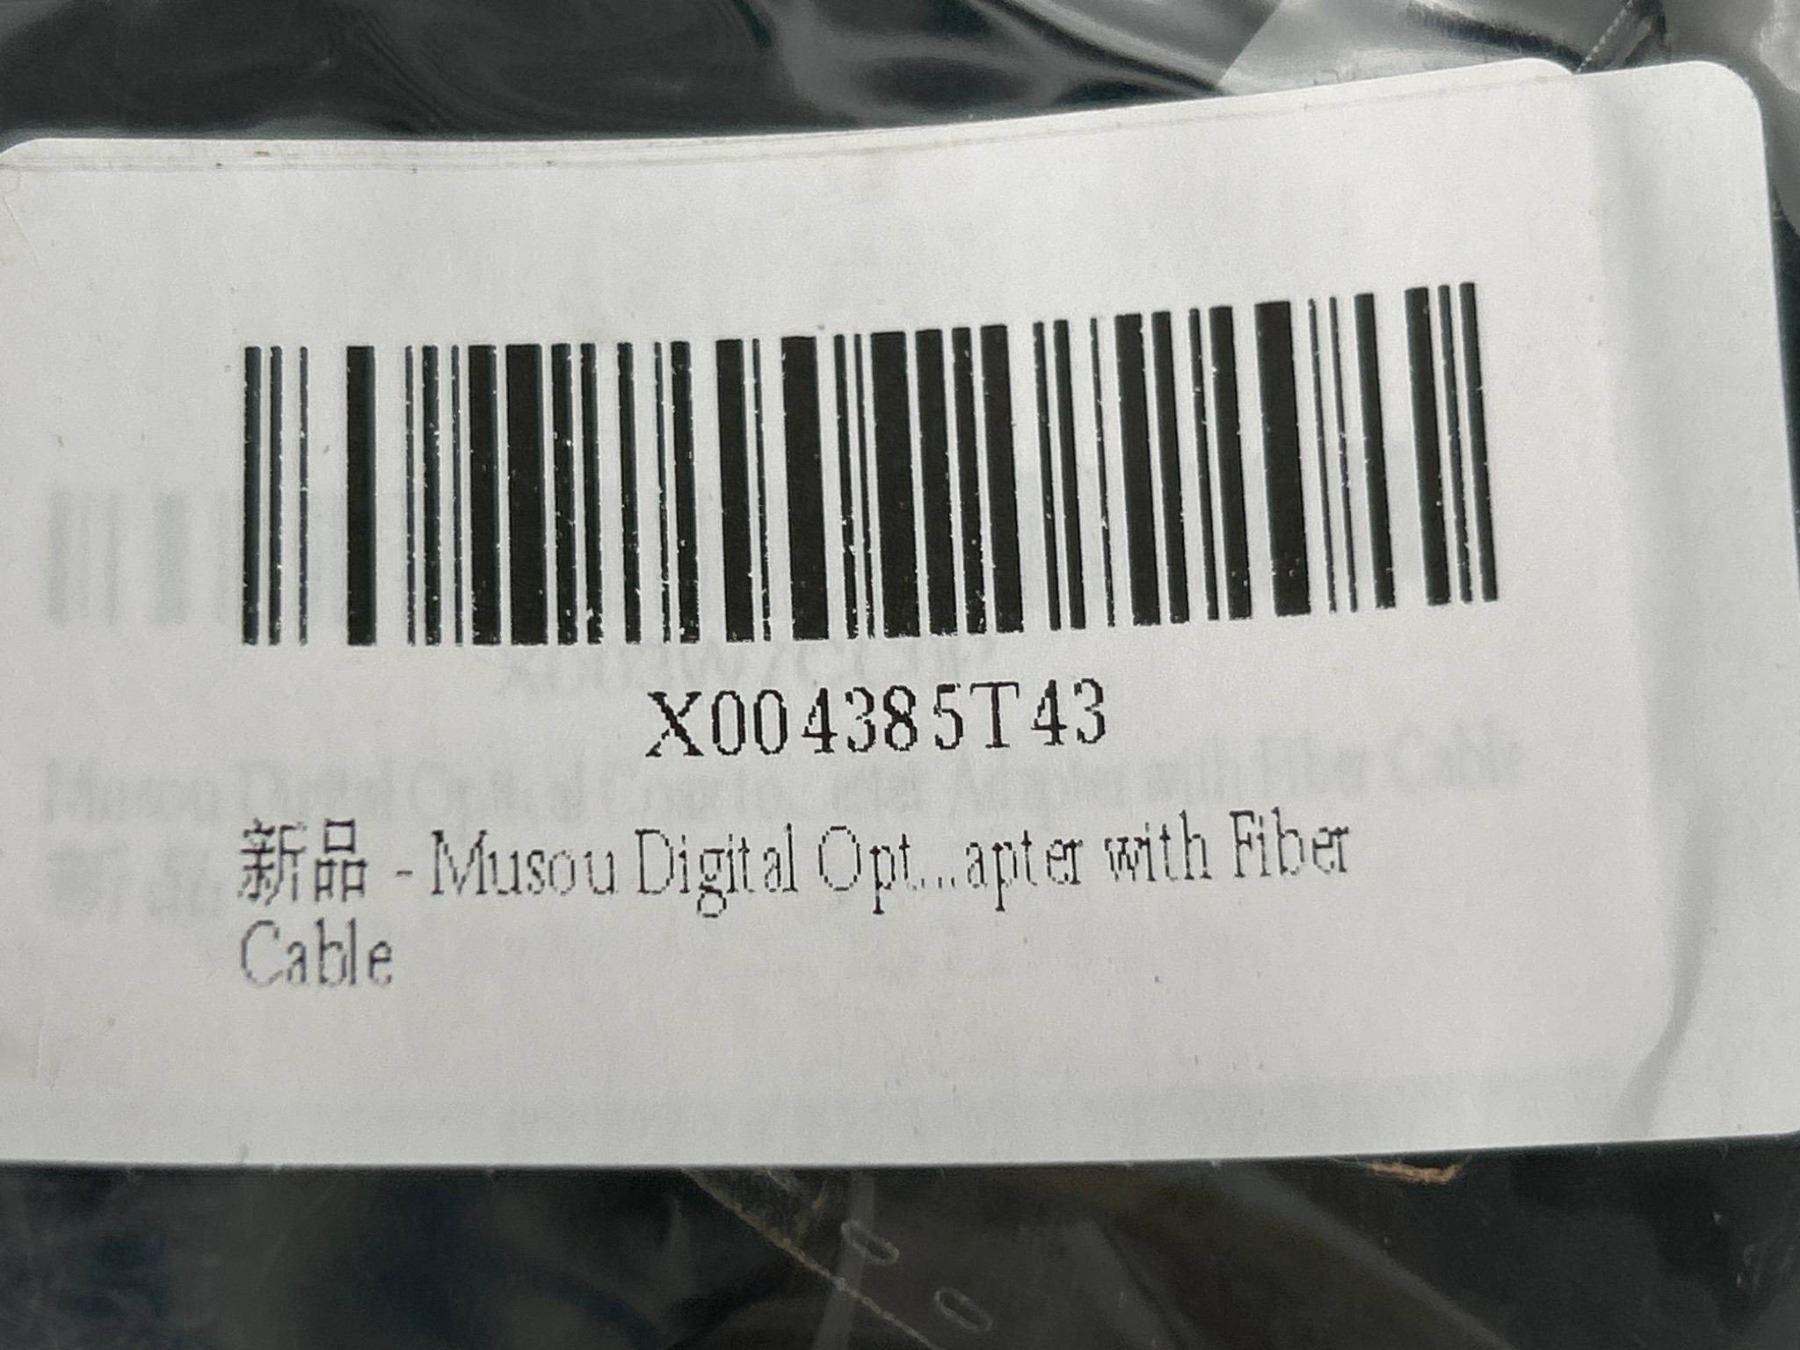 X004385T43
新品 - Musou Digital Opt...apter with Fiber
Cable